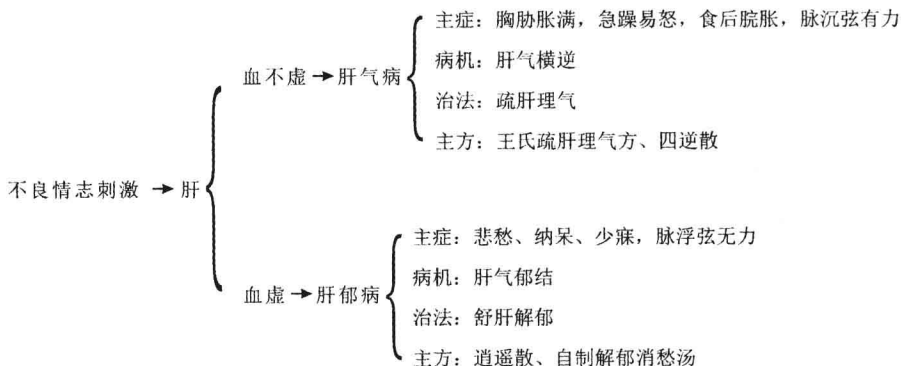 主症：胸胁胀满，急躁易怒，食后脘胀，脉沉弦有力
血不虚→肝气病
病机：肝气横逆
治法：疏肝理气
主方：王氏疏肝理气方、四逆散
不良情志刺激→肝
主症：悲愁、纳呆、少寐，脉浮弦无力
病机：肝气郁结
血虚→肝郁病
治法：舒肝解郁
主方：逍遥散、自制解郁消愁汤